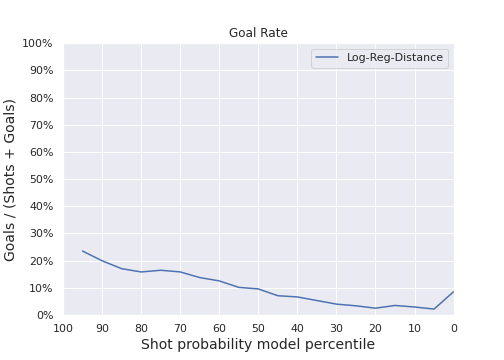 Goal Rate
Log-Reg-Distance
100%
90%
80%
70%
60%
50%
40%
30%
20%
10%
0%
Goals / (Shots + Goals)
100 90 80 70 60 50 40 30 20 10 0
Shot probability model percentile